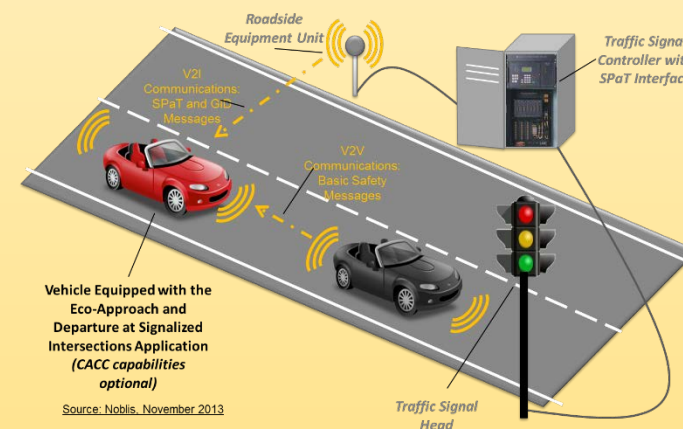 Roadside
Equipment Unit
Traffic Signal
Controller with
SPaT Interface
V2I
Communications:
SPaT and GID
Messages
V2V
Communications:
Basic Safety
Messages
Vehicle Equipped with the
Eco-Approach and
Departure at Signalized
Intersections Application
(CACC capabilities
optional)
Source: Noblis, November 2013
Traffic Signal
Head